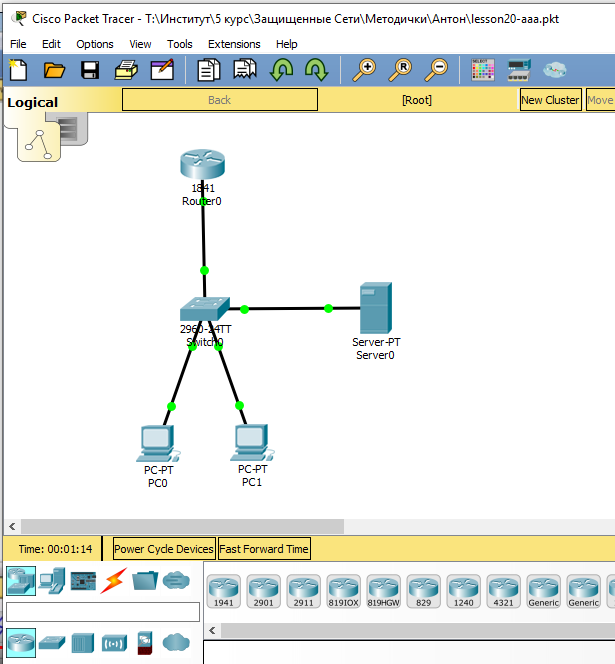 Cisco Packet Tracer - T:\Институт\5 курс\Защищенные Сети\Методички\Антон\lesson20-aaa.pkt
File Edit Options View Tools Extensions Help
Logical Back [Root] New Cluster Move
1841
Router0
2960-24TT
Switch0
Server-PT
Server0
PC-PT
PC0
PC-PT
PC1
Time: 00:01:14 Power Cycle Devices Fast Forward Time
1941 2901 2911 819IOX 819HGW 829 1240 4321 Generic Generic